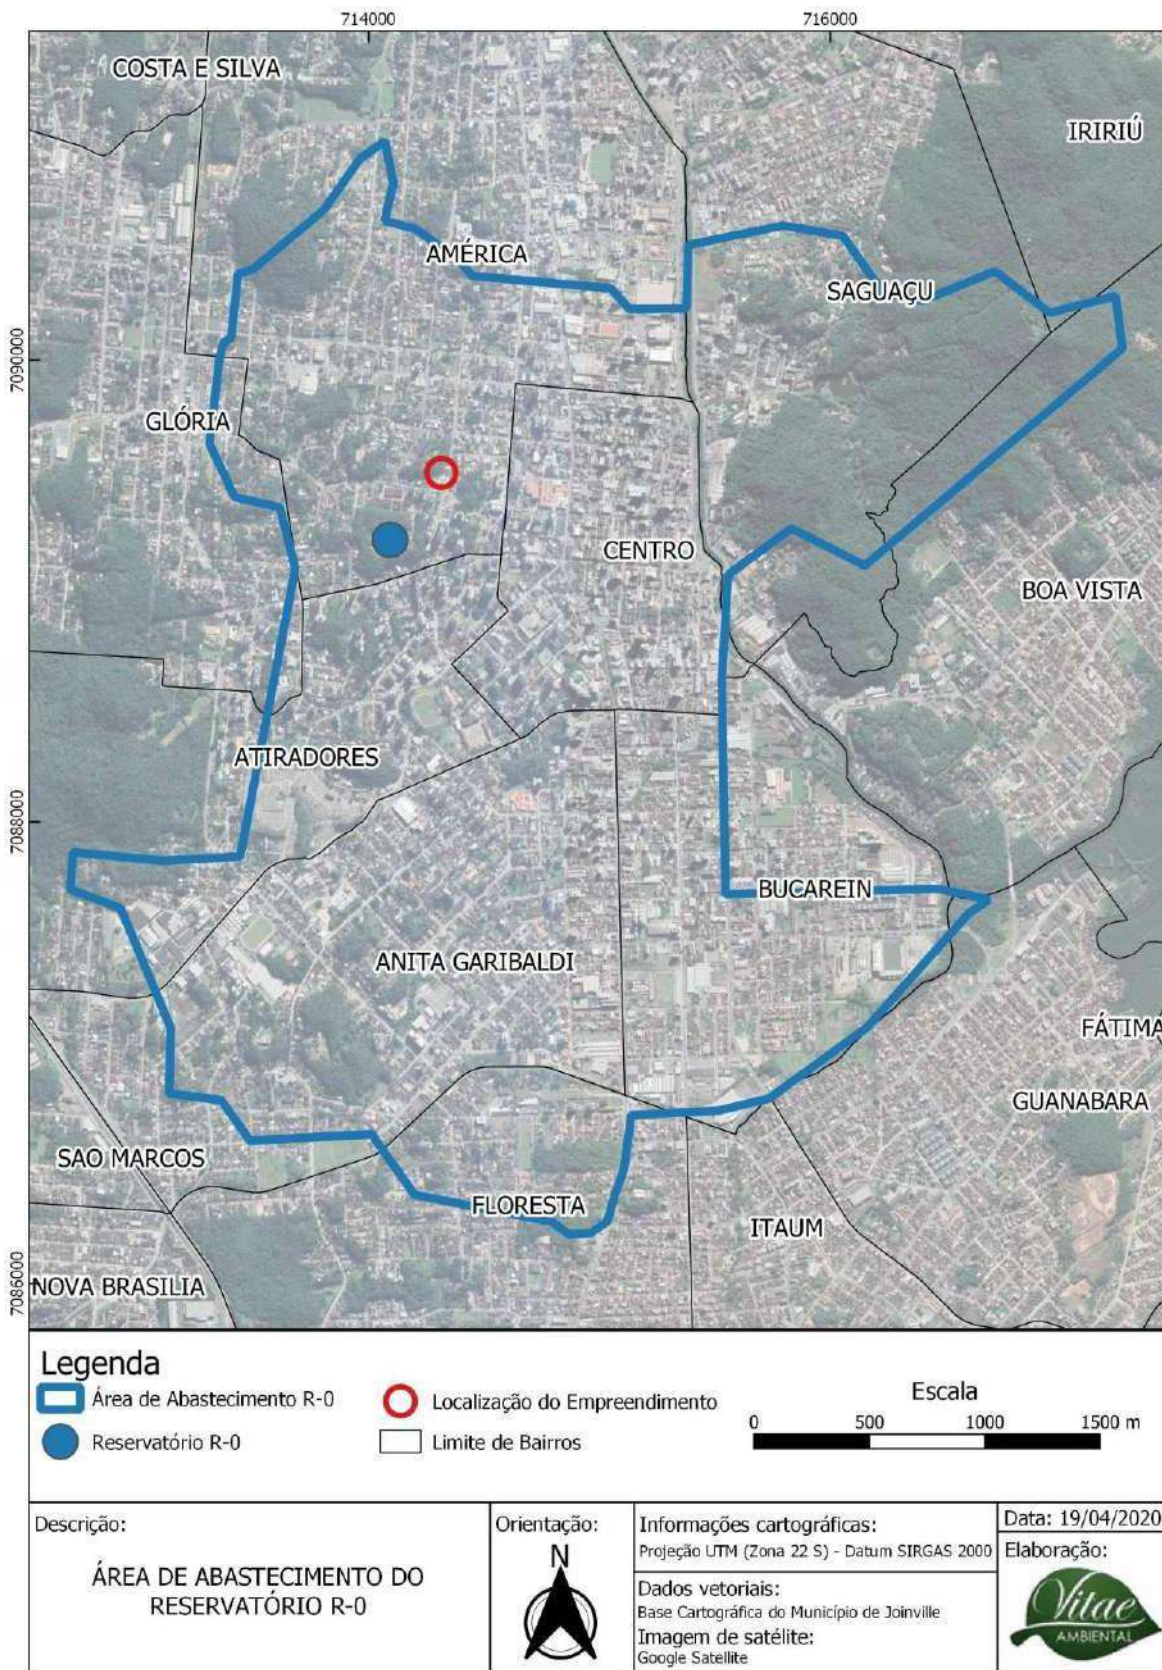 714000
716000
COSTA E SILVA
IRIRIÚ
AMÉRICA
SAGUAÇU
7090000
GLÓRIA
CENTRO
BOA VISTA
ATIRADORES
7088000
BUCAREIN
ANITA GARIBALDI
FÁTIMA
GUANABARA
SAO MARCOS
FLORESTA
ITAUM
7086000
NOVA BRASILIA
Legenda
Área de Abastecimento R-0
Localização do Empreendimento
Reservatório R-0
Limite de Bairros
Escala
0 500 1000 1500 m
Descrição:
ÁREA DE ABASTECIMENTO DO
RESERVATÓRIO R-0
Orientação:
N
Informações cartográficas:
Projeção UTM (Zona 22 S) - Datum SIRGAS 2000
Dados vetoriais:
Base Cartográfica do Município de Joinville
Imagem de satélite:
Google Satellite
Data: 19/04/2020
Elaboração:
Vitae
AMBIENTAL